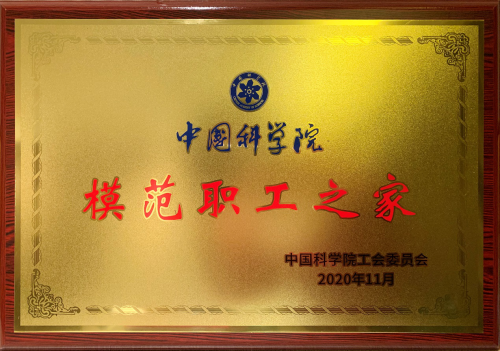 中国科学院
模范职工之家
中国科学院工会委员会
2020年11月